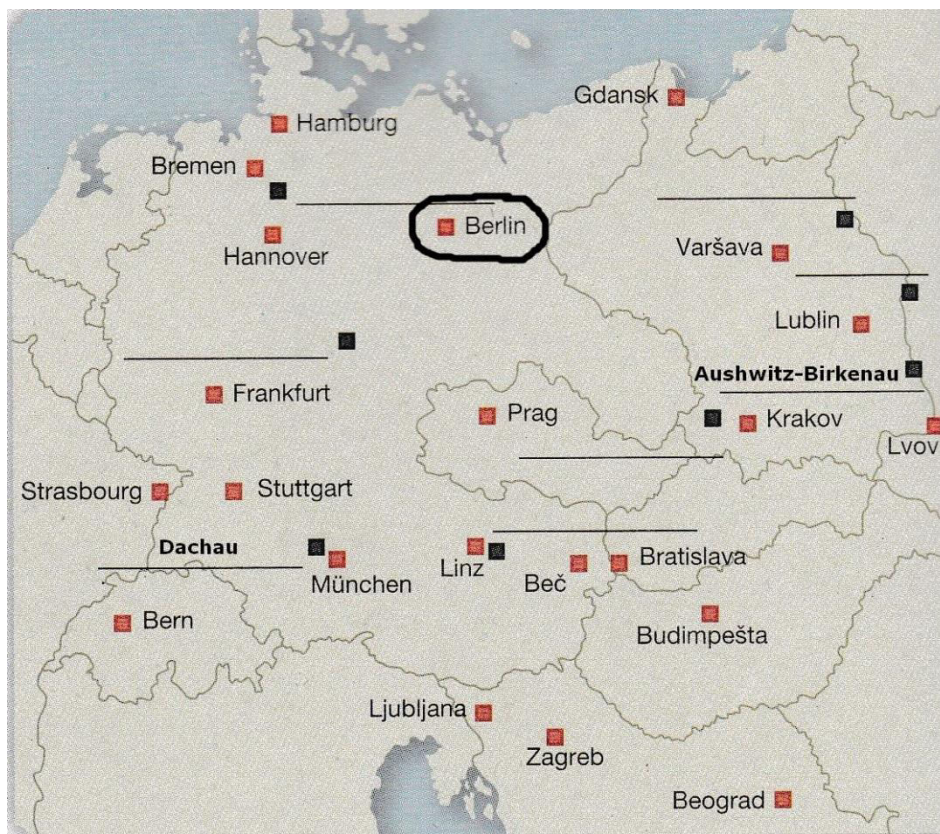 Gdansk
Hamburg
Bremen
Berlin
Hannover
Varšava
Lublin
Aushwitz-Birkenau
Frankfurt
Prag
Krakov
Lvov
Strasbourg
Stuttgart
Dachau
München
Linz
Beč
Bratislava
Bern
Budimpešta
Ljubljana
Zagreb
Beograd